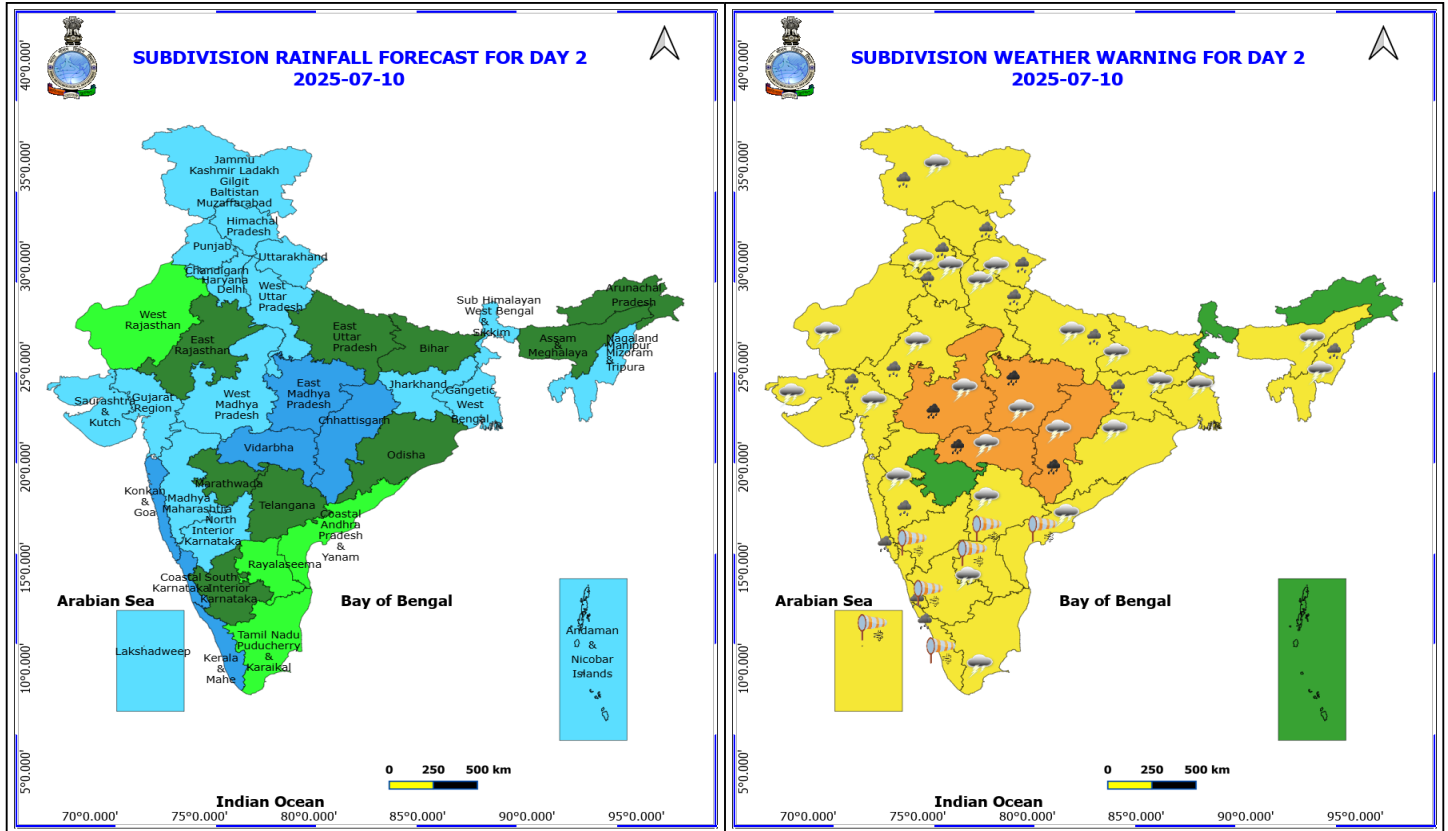 SUBDIVISION RAINFALL FORECAST FOR DAY 2
2025-07-10
40°0.000'
35°0.000'
30°0.000'
25°0.000'
20°0.000'
15°0.000'
10°0.000'
5°0.000'
Jammu
Kashmir Ladakh
Gilgit
Baltistan
Muzaffarabad
Himachal
Pradesh
Punjab
Uttarakhand
Chandigarh
Haryana
Delhi
West
Uttar
Pradesh
West
Rajasthan
East
Rajasthan
East
Uttar
Pradesh
Bihar
Sub Himalayan
West Bengal
&
Sikkim
Arunachal
Pradesh
Assam
&
Meghalaya
Nagaland
Manipur
Mizoram
&
Tripura
Saurashtra
&
Kutch
Gujarat
Region
West
Madhya
Pradesh
East
Madhya
Pradesh
Jharkhand
Gangetic
West
Bengal
Chhattisgarh
Vidarbha
Odisha
Konkan
&
Goa
Madhya
Maharashtra
Marathwada
Telangana
North
Interior
Karnataka
Coastal
Andhra
Pradesh
&
Yanam
Rayalaseema
Coastal
Karnataka
South
Interior
Karnataka
Tamil Nadu
Puducherry
&
Karaikal
Kerala
&
Mahe
Arabian Sea
Bay of Bengal
Lakshadweep
Andaman
&
Nicobar
Islands
0 250 500 km
Indian Ocean
70°0.000' 75°0.000' 80°0.000' 85°0.000' 90°0.000' 95°0.000'
SUBDIVISION WEATHER WARNING FOR DAY 2
2025-07-10
40°0.000'
35°0.000'
30°0.000'
25°0.000'
20°0.000'
15°0.000'
10°0.000'
5°0.000'
Arabian Sea
Bay of Bengal
0 250 500 km
Indian Ocean
70°0.000' 75°0.000' 80°0.000' 85°0.000' 90°0.000' 95°0.000'